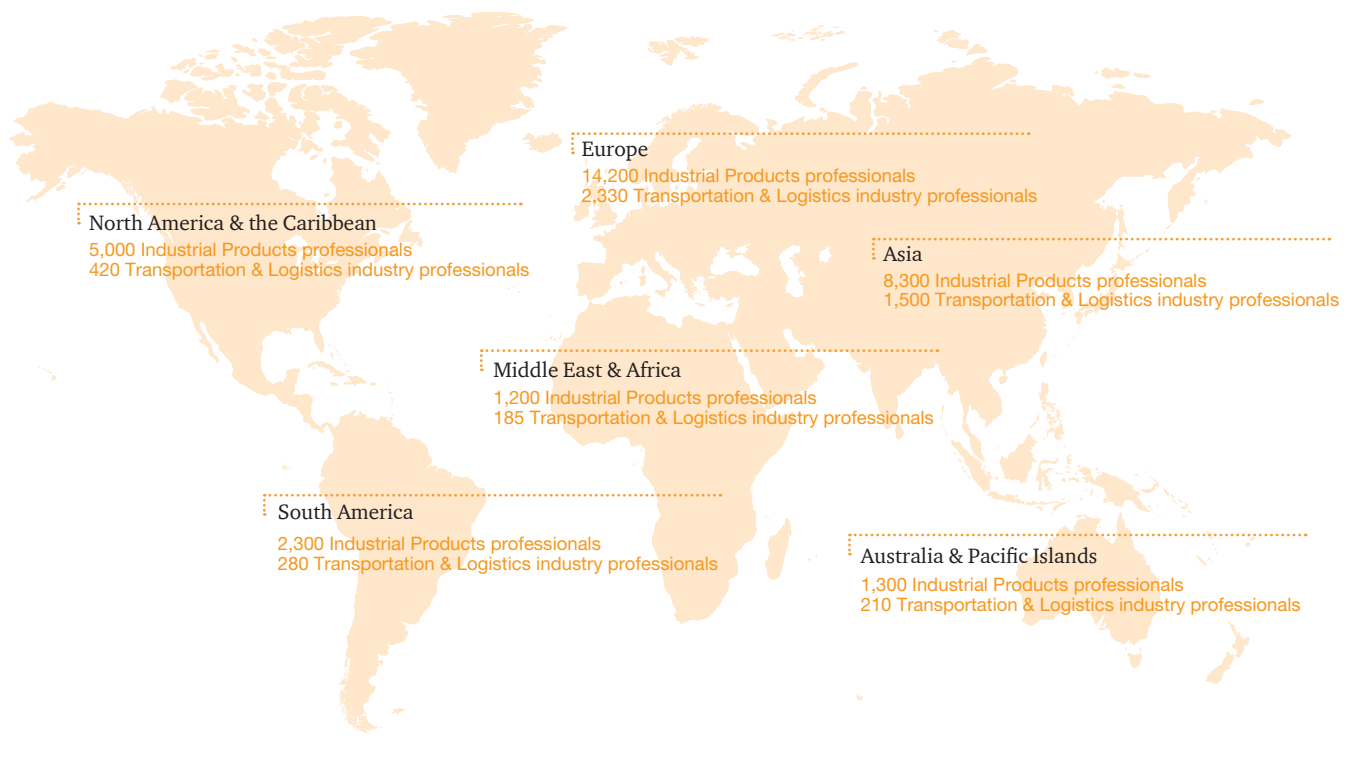 Europe
14,200 Industrial Products professionals
2,330 Transportation & Logistics industry professionals
North America & the Caribbean
5,000 Industrial Products professionals
420 Transportation & Logistics industry professionals
Asia
8,300 Industrial Products professionals
1,500 Transportation & Logistics industry professionals
Middle East & Africa
1,200 Industrial Products professionals
185 Transportation & Logistics industry professionals
South America
2,300 Industrial Products professionals
280 Transportation & Logistics industry professionals
Australia & Pacific Islands
1,300 Industrial Products professionals
210 Transportation & Logistics industry professionals